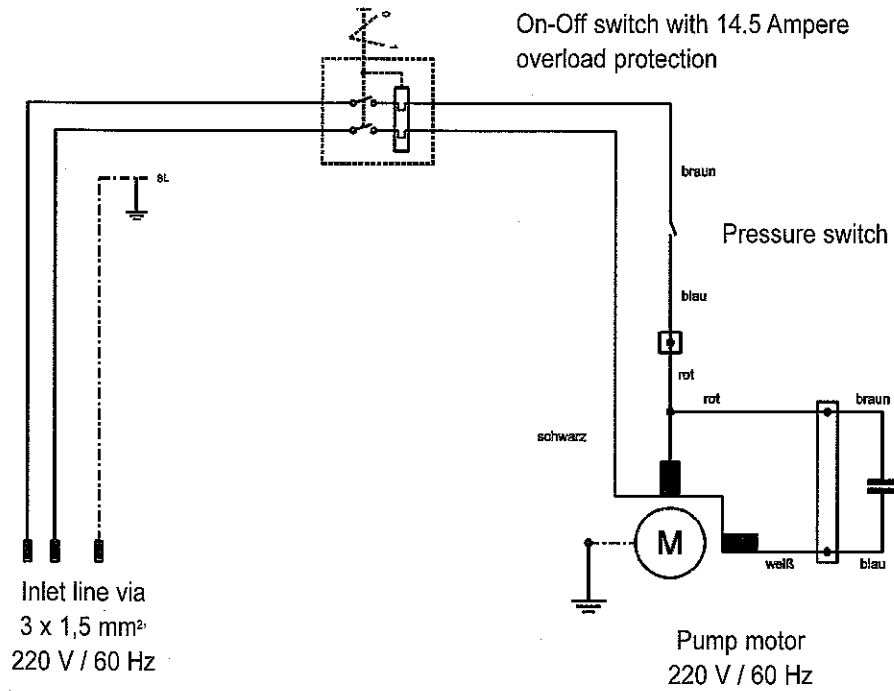 On-Off switch with 14.5 Ampere
overload protection
SL
braun
Pressure switch
blau
rot
rot
braun
schwarz
M
weiß
blau
Inlet line via
3 x 1,5 mm²
220 V / 60 Hz
Pump motor
220 V / 60 Hz